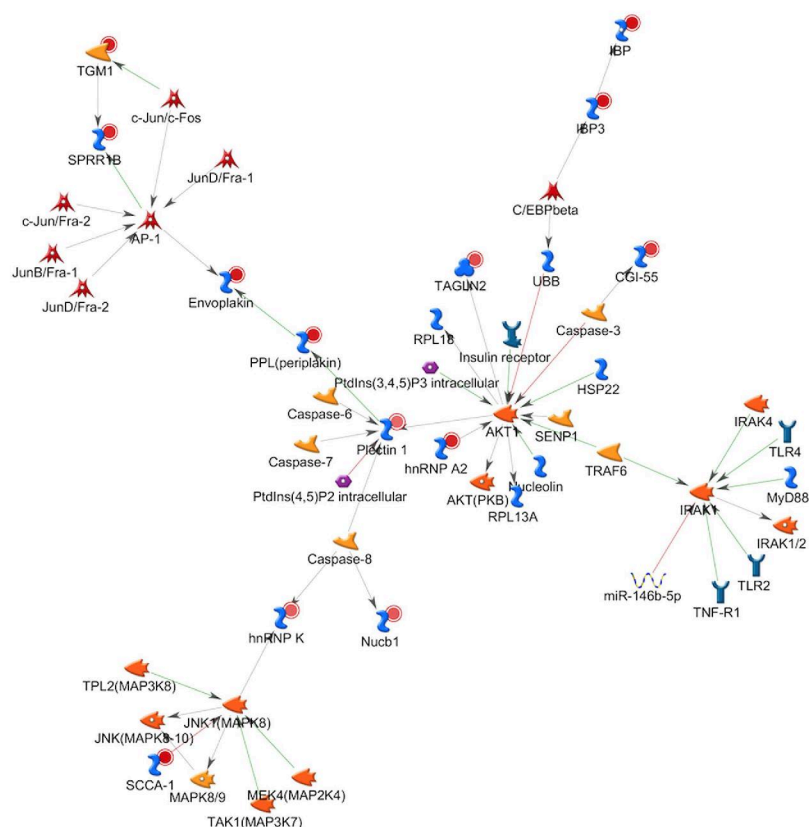 IBP
TGM1
c-Jun/c-Fos
IBP3
SPRR1B
JunD/Fra-1
C/EBPbeta
c-Jun/Fra-2
AP-1
JunB/Fra-1
TAGLN2
UBB
CGI-55
JunD/Fra-2
Envoplakin
RPL18
Caspase-3
Insulin receptor
PPL(periplakin)
PtdIns(3,4,5)P3 intracellular
HSP22
Caspase-6
AKT1
SENP1
IRAK4
Plectin 1
Caspase-7
hnRNP A2
TRAF6
TLR4
Nucleolin
PtdIns(4,5)P2 intracellular
AKT(PKB)
MyD88
IRAK1
RPL13A
IRAK1/2
Caspase-8
TLR2
miR-146b-5p
TNF-R1
hnRNP K
Nucb1
TPL2(MAP3K8)
JNK1(MAPK8)
JNK(MAPK8-10)
SCCA-1
MAPK8/9
MEK4(MAP2K4)
TAK1(MAP3K7)